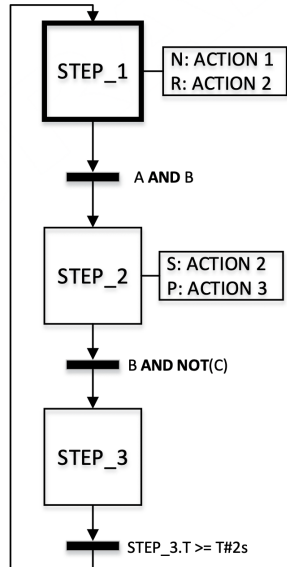 STEP_1
N: ACTION 1
R: ACTION 2
A AND B
STEP_2
S: ACTION 2
P: ACTION 3
B AND NOT(C)
STEP_3
STEP_3.T >= T#2s